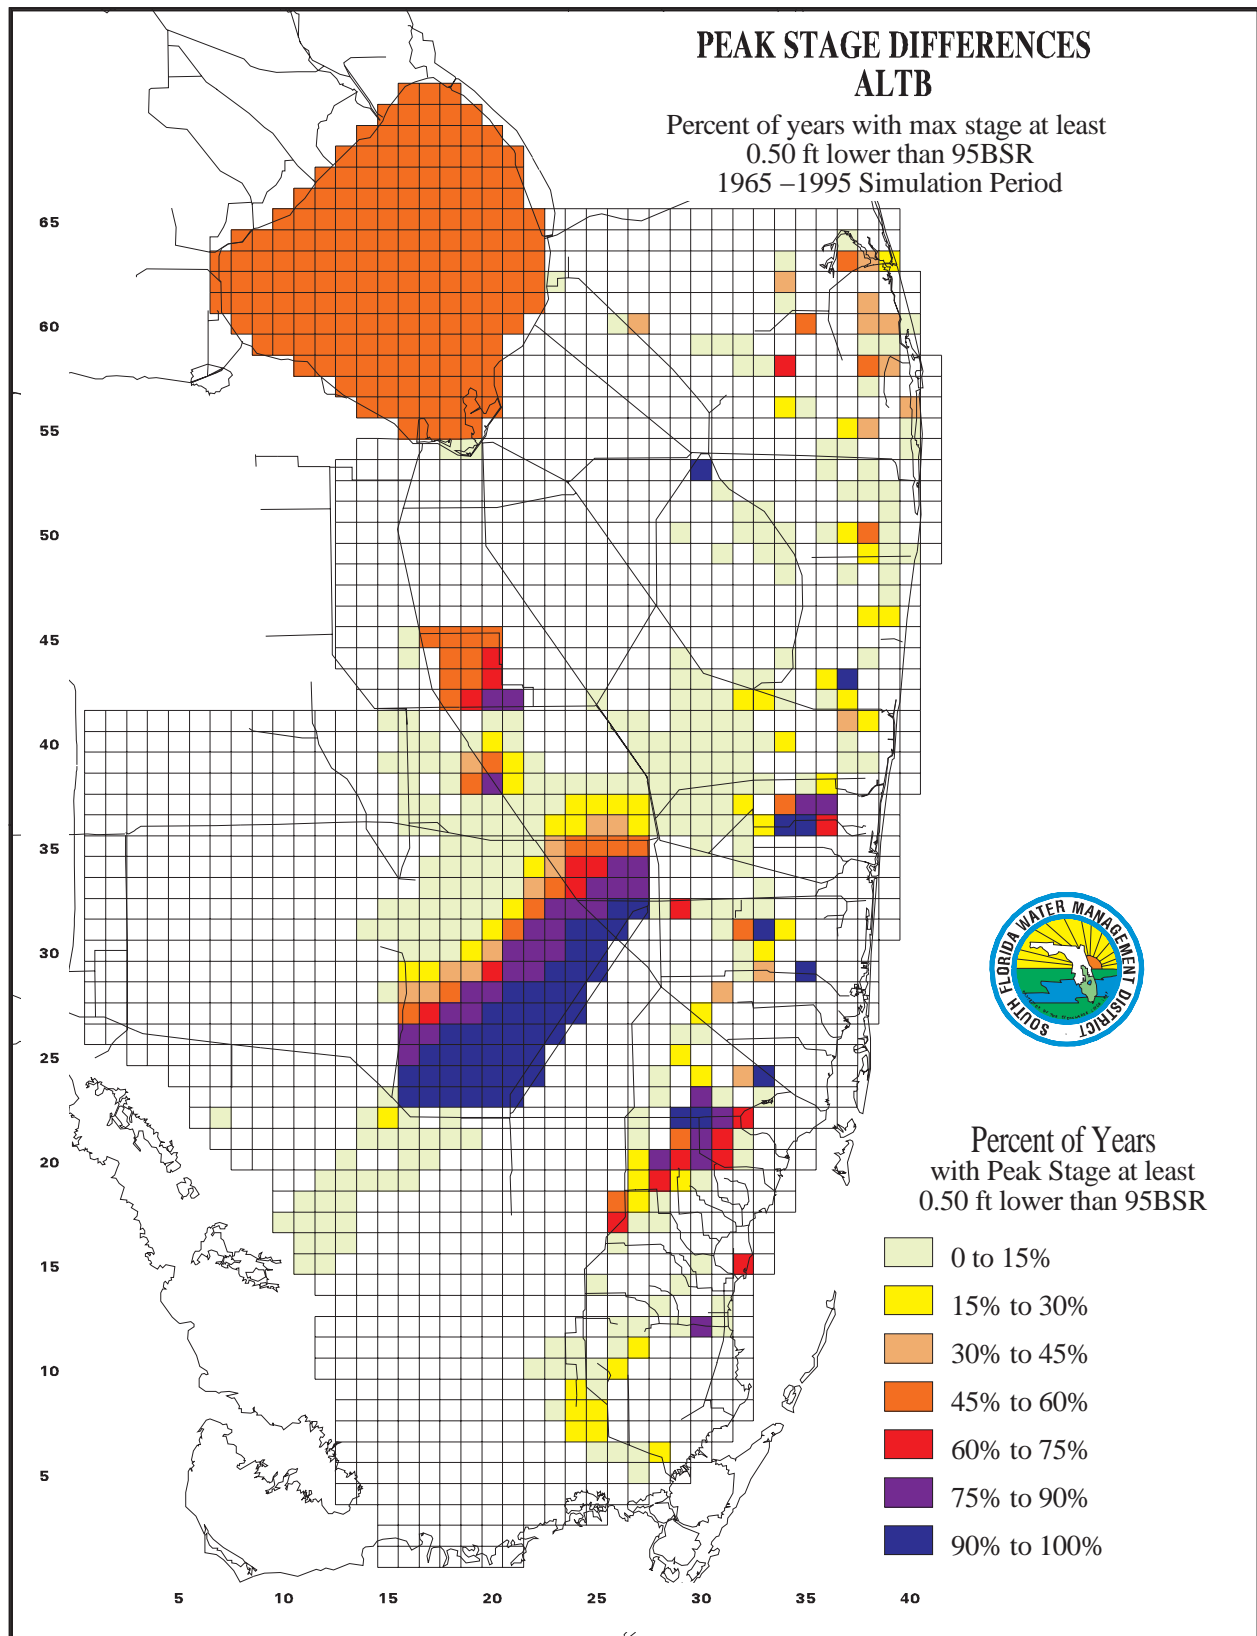 PEAK STAGE DIFFERENCES
ALTB
Percent of years with max stage at least
0.50 ft lower than 95BSR
1965 –1995 Simulation Period
65
60
55
50
45
40
35
30
25
20
15
10
5
5
10
15
20
25
30
35
40
SOUTH FLORIDA WATER MANAGEMENT DISTRICT
Percent of Years
with Peak Stage at least
0.50 ft lower than 95BSR
0 to 15%
15% to 30%
30% to 45%
45% to 60%
60% to 75%
75% to 90%
90% to 100%